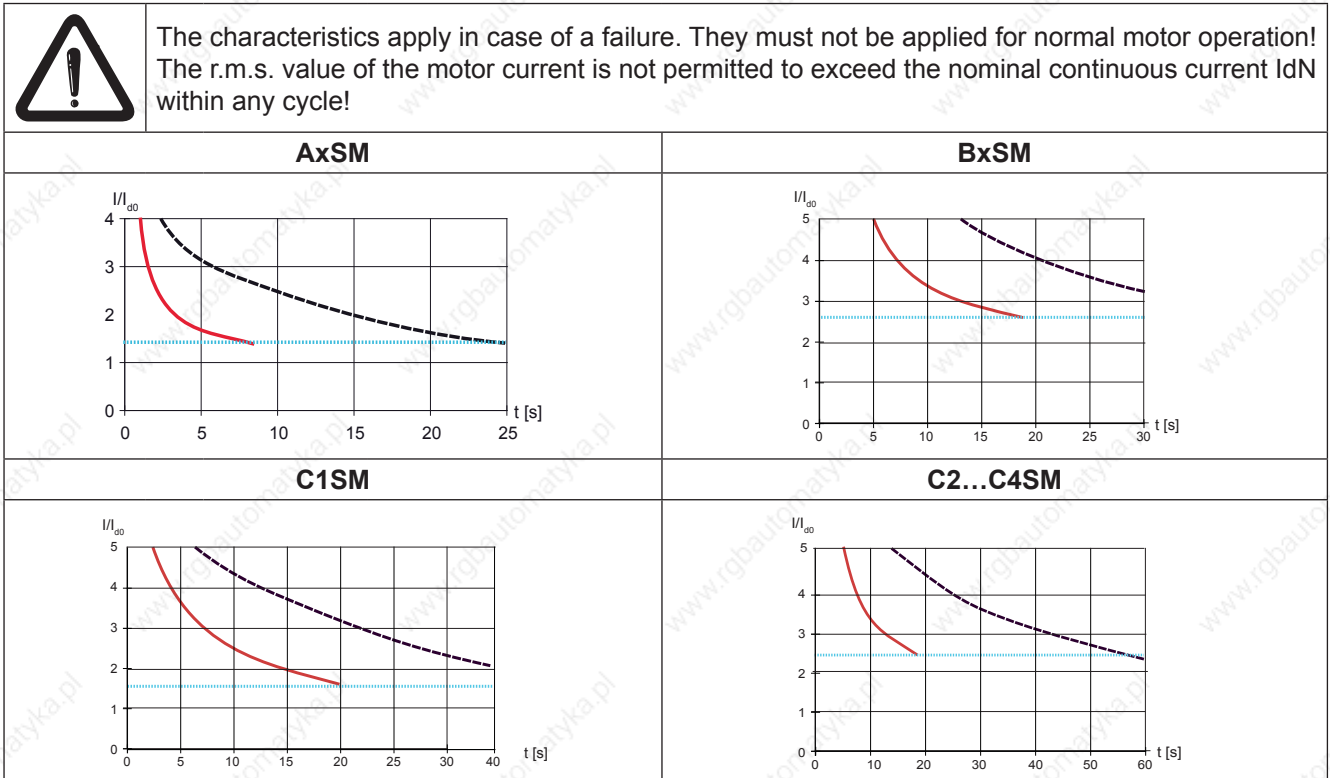 The characteristics apply in case of a failure. They must not be applied for normal motor operation!
The r.m.s. value of the motor current is not permitted to exceed the nominal continuous current IdN
within any cycle!
AxSM
BxSM
I/Id0
4
3
2
1
0
0 5 10 15 20 25
t [s]
I/Id0
5
4
3
2
1
0
0 5 10 15 20 25 30
t [s]
C1SM
C2…C4SM
I/Id0
5
4
3
2
1
0
0 5 10 15 20 25 30 40
t [s]
I/Id0
5
4
3
2
1
0
0 10 20 30 40 50 60
t [s]
www.rgbautomatyka.pl